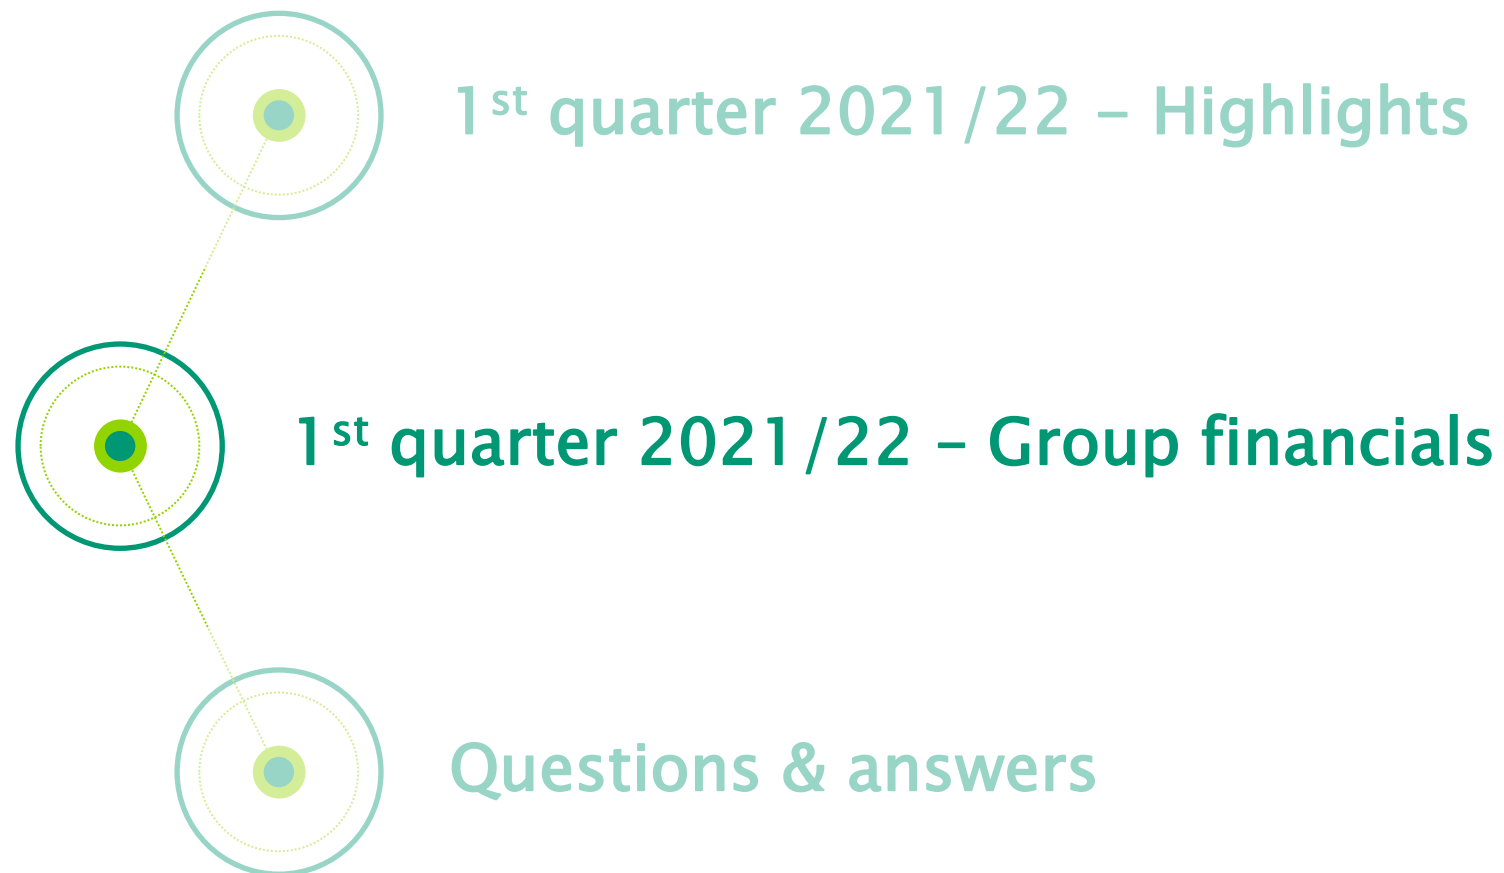 1st quarter 2021/22 – Highlights
1st quarter 2021/22 – Group financials
Questions & answers